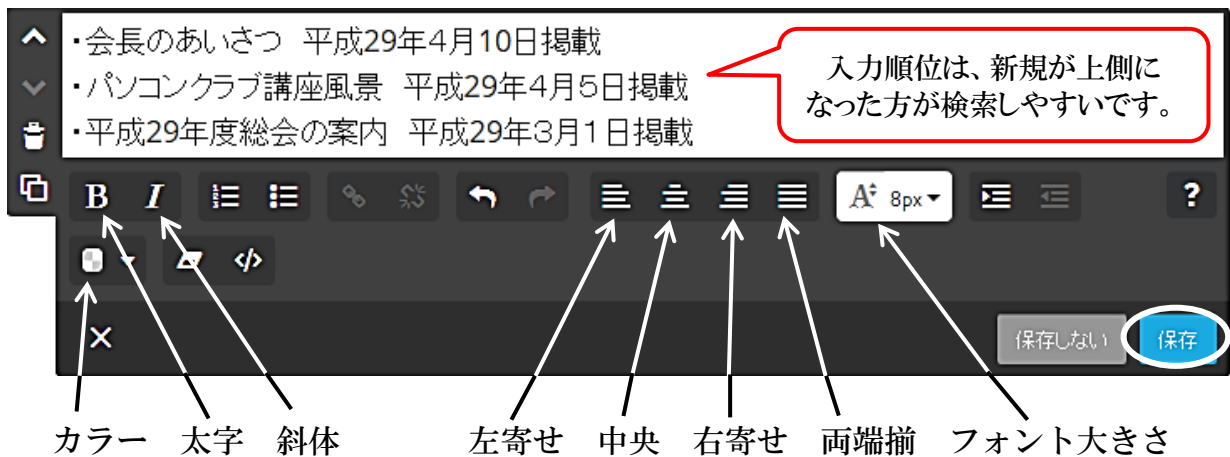 ・会長のあいさつ 平成29年4月10日掲載
・パソコンクラブ講座風景 平成29年4月5日掲載
・平成29年度総会の案内 平成29年3月1日掲載
入力順位は、新規が上側に
なった方が検索しやすいです。
B I A 8px ?
</>
保存しない 保存
カラー 太字 斜体 左寄せ 中央 右寄せ 両端揃 フォント大きさ